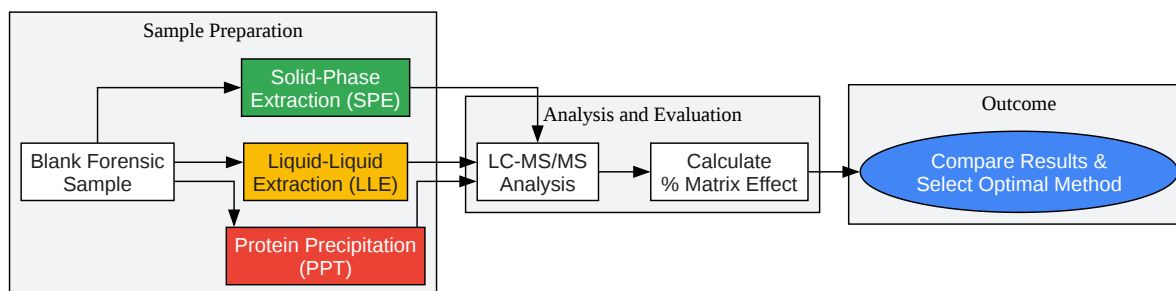 Sample Preparation
Solid-Phase
Extraction (SPE)
Blank Forensic
Sample
Liquid-Liquid
Extraction (LLE)
Protein Precipitation
(PPT)
Analysis and Evaluation
LC-MS/MS
Analysis
Calculate
% Matrix Effect
Outcome
Compare Results &
Select Optimal Method